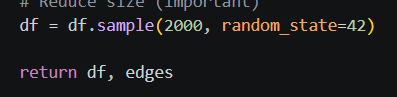 # Reduce size (important)
df = df.sample(2000, random_state=42)
return df, edges